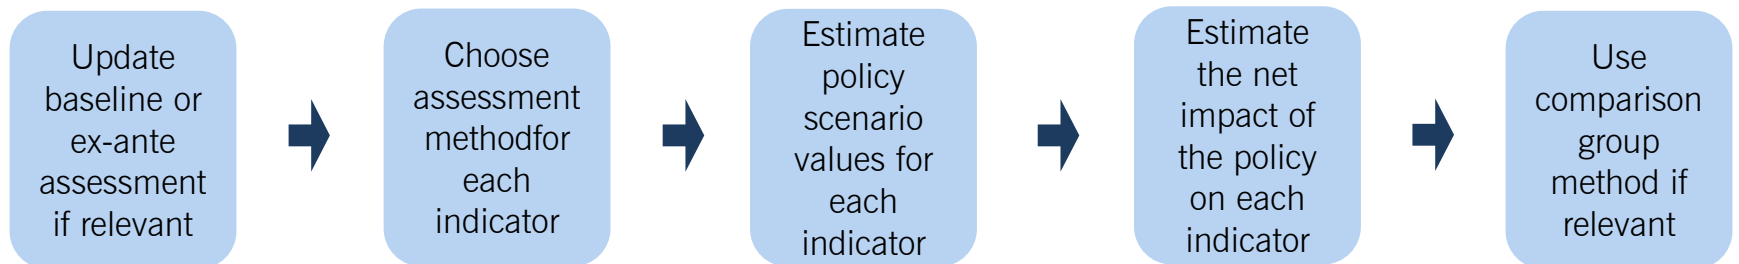 Update
baseline or
ex-ante
assessment
if relevant
Choose
assessment
methodfor
each
indicator
Estimate
policy
scenario
values for
each
indicator
Estimate
the net
impact of
the policy
on each
indicator
Use
comparison
group
method if
relevant